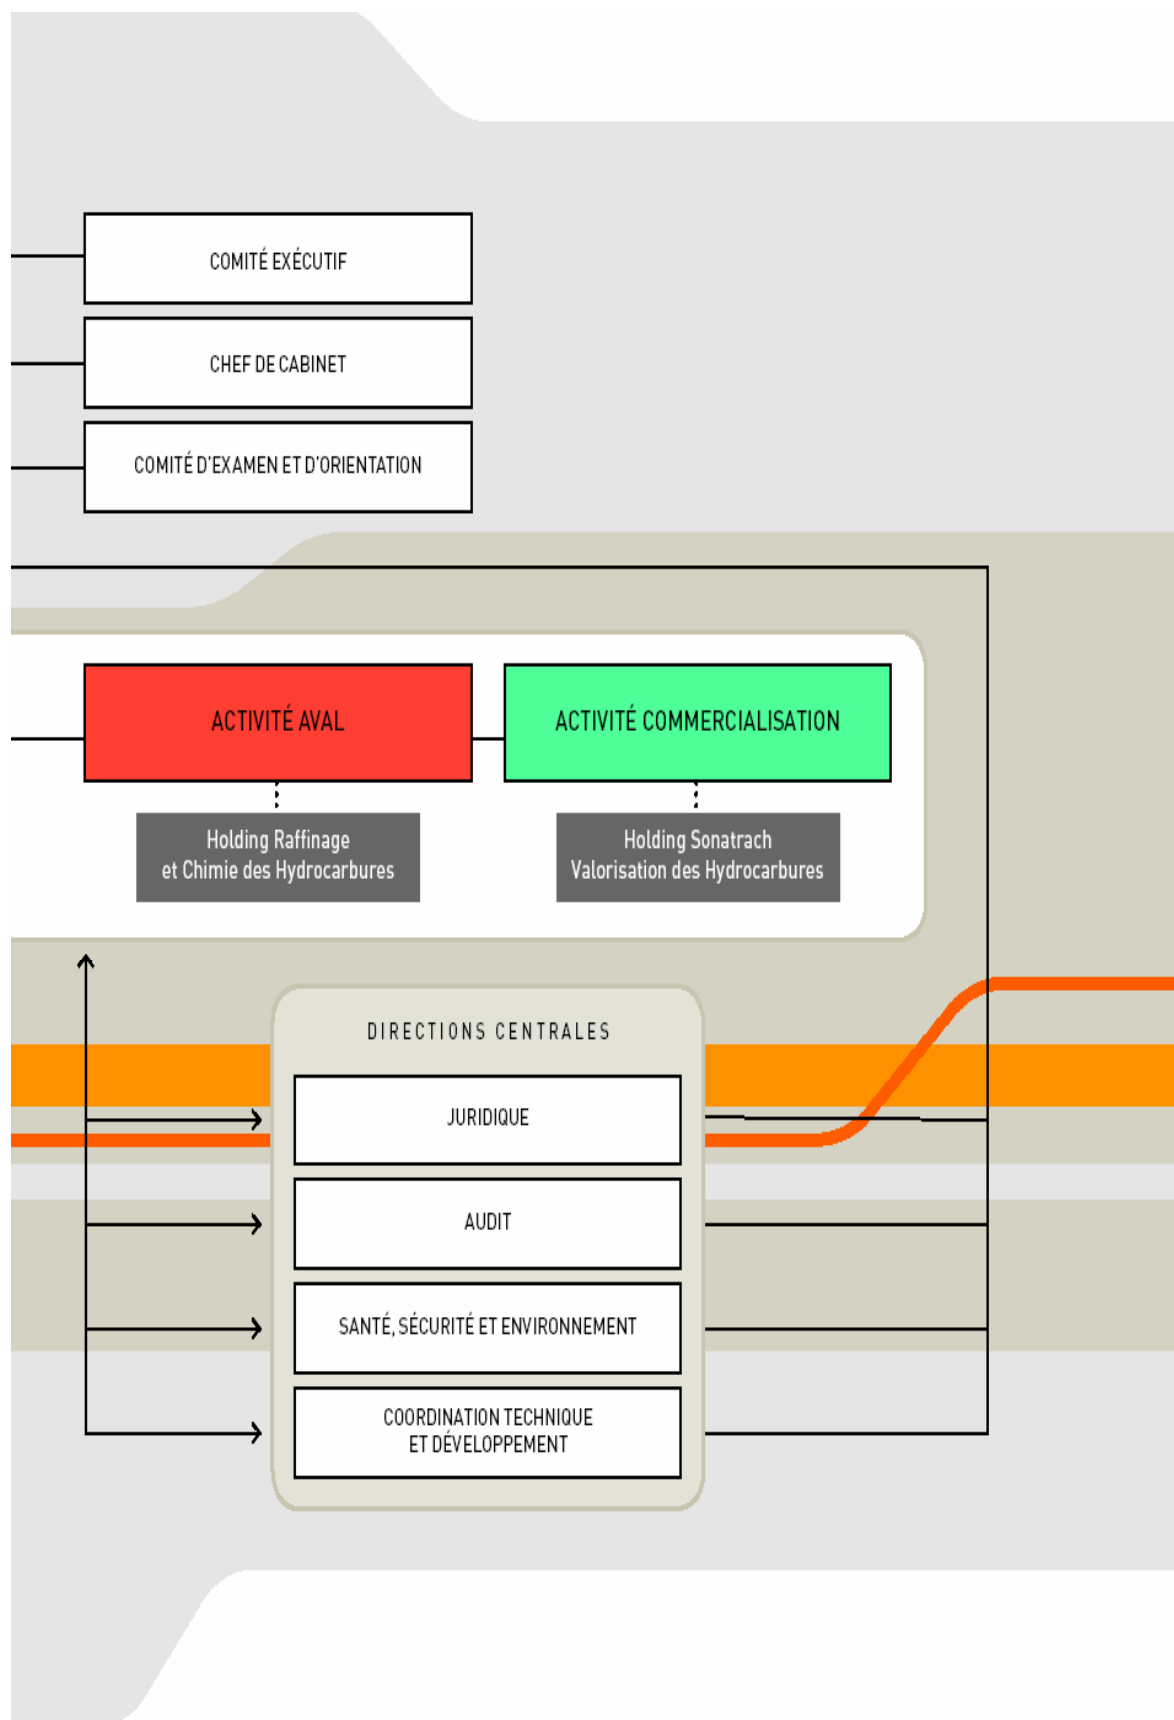 COMITÉ EXÉCUTIF
CHEF DE CABINET
COMITÉ D'EXAMEN ET D'ORIENTATION
ACTIVITÉ AVAL
ACTIVITÉ COMMERCIALISATION
Holding Raffinage
et Chimie des Hydrocarbures
Holding Sonatrach
Valorisation des Hydrocarbures
DIRECTIONS CENTRALES
JURIDIQUE
AUDIT
SANTÉ, SÉCURITÉ ET ENVIRONNEMENT
COORDINATION TECHNIQUE
ET DÉVELOPPEMENT